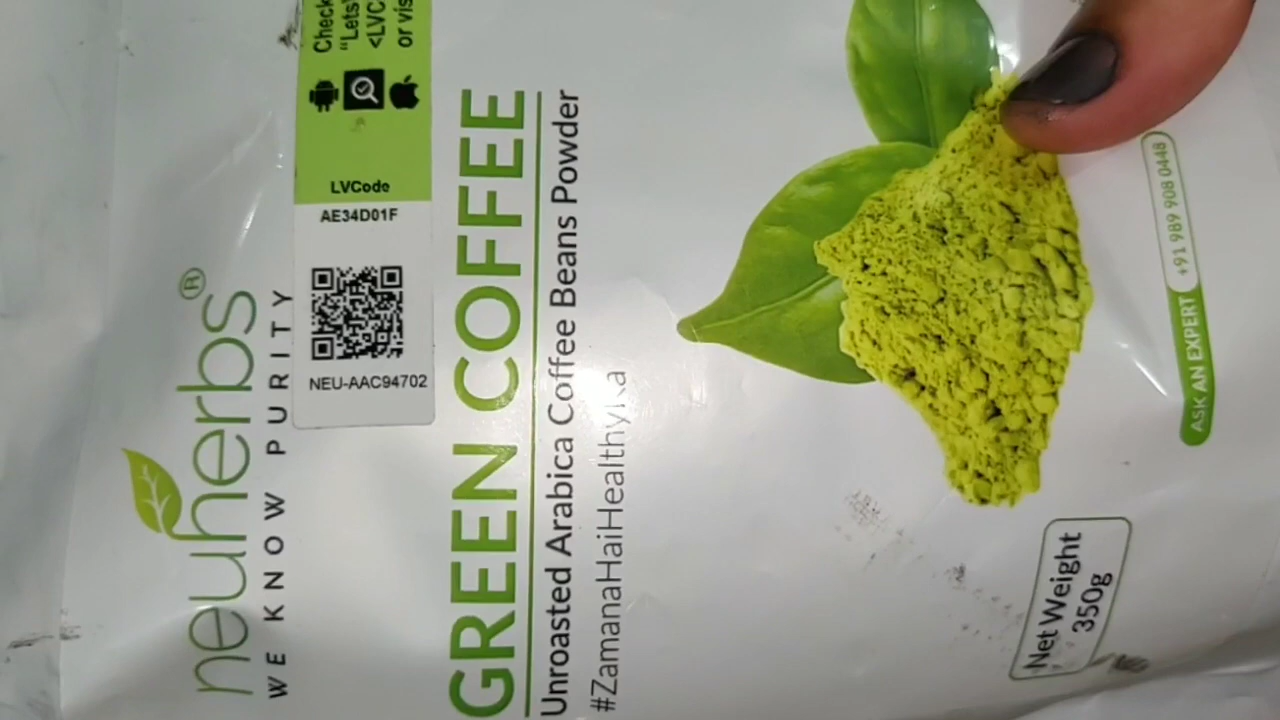 neuherbs®
WE KNOW PURITY
Check
"Lets
<LVC
or vis
LVCode
AE34D01F
NEU-AAC94702
GREEN COFFEE
Unroasted Arabica Coffee Beans Powder
#ZamanaHaiHealthyKa
ASK AN EXPERT +91 989 908 0448
Net Weight
350g